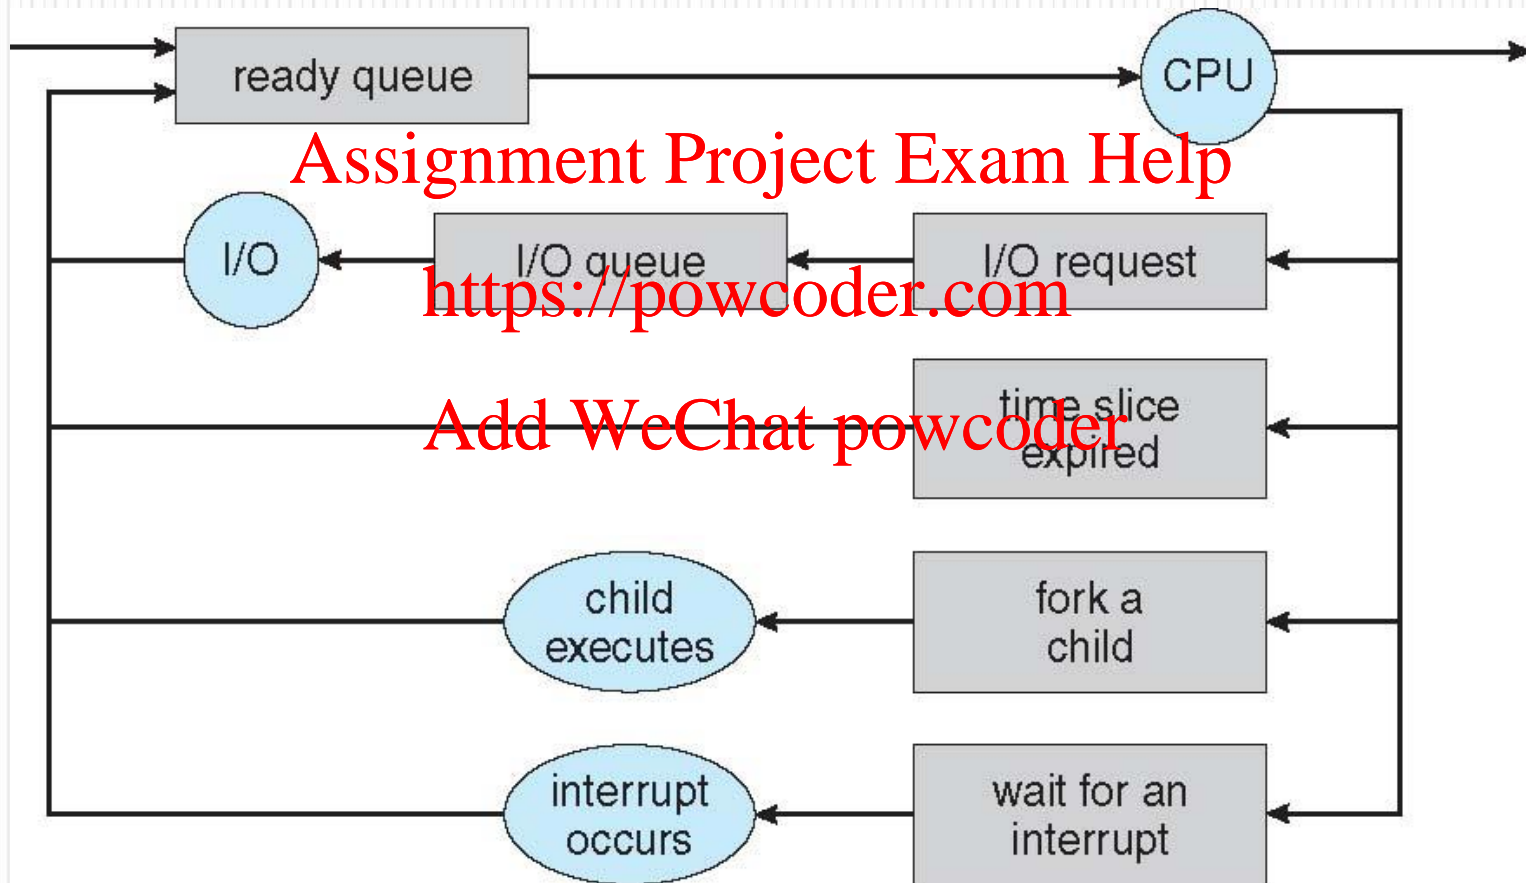 ready queue
CPU
Assignment Project Exam Help
I/O
I/O queue
I/O request
https://powcoder.com
time slice
expired
Add WeChat powcoder
child
executes
fork a
child
interrupt
occurs
wait for an
interrupt